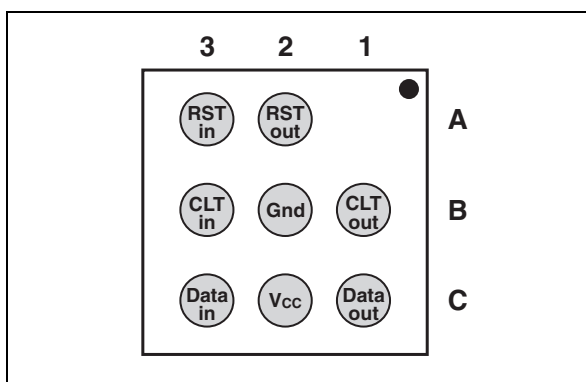 3 2 1
RST in RST out A
CLT in Gnd CLT out B
Data in Vcc Data out C